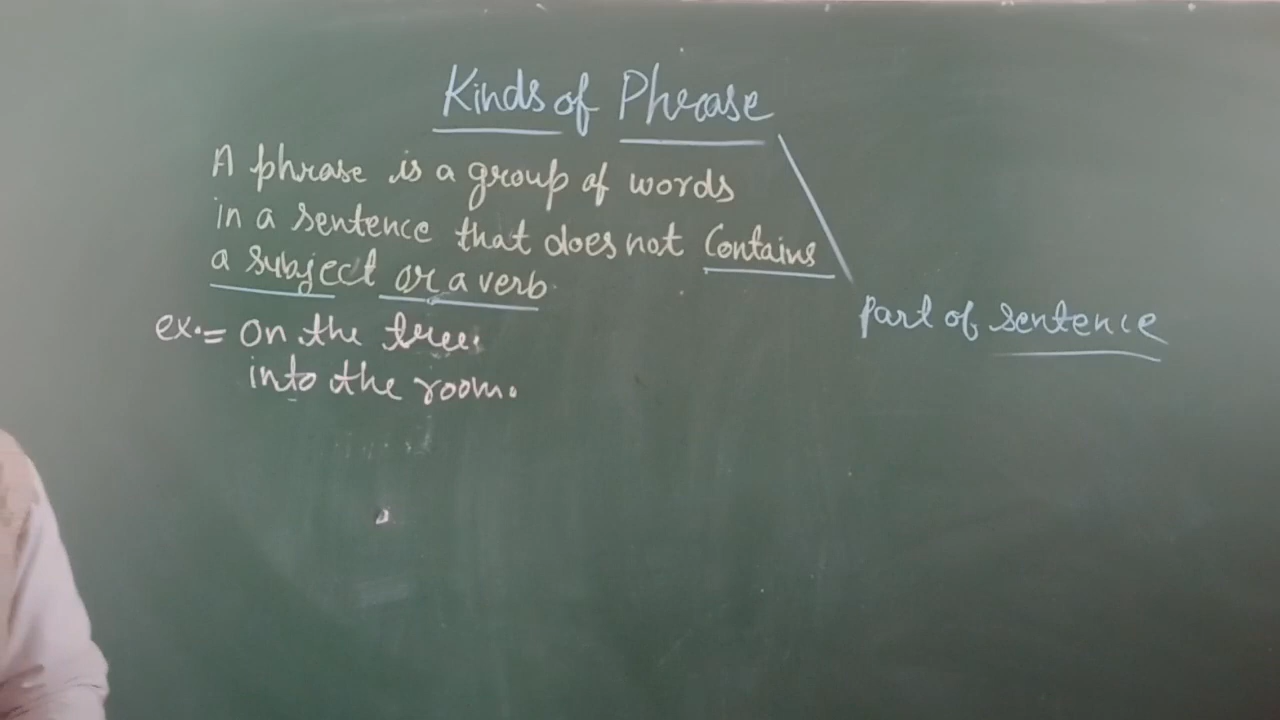 Kinds of Phrase
A phrase is a group of words
in a sentence that does not Contains
a subject or a verb
part of sentence
ex.= on the tree.
into the room.